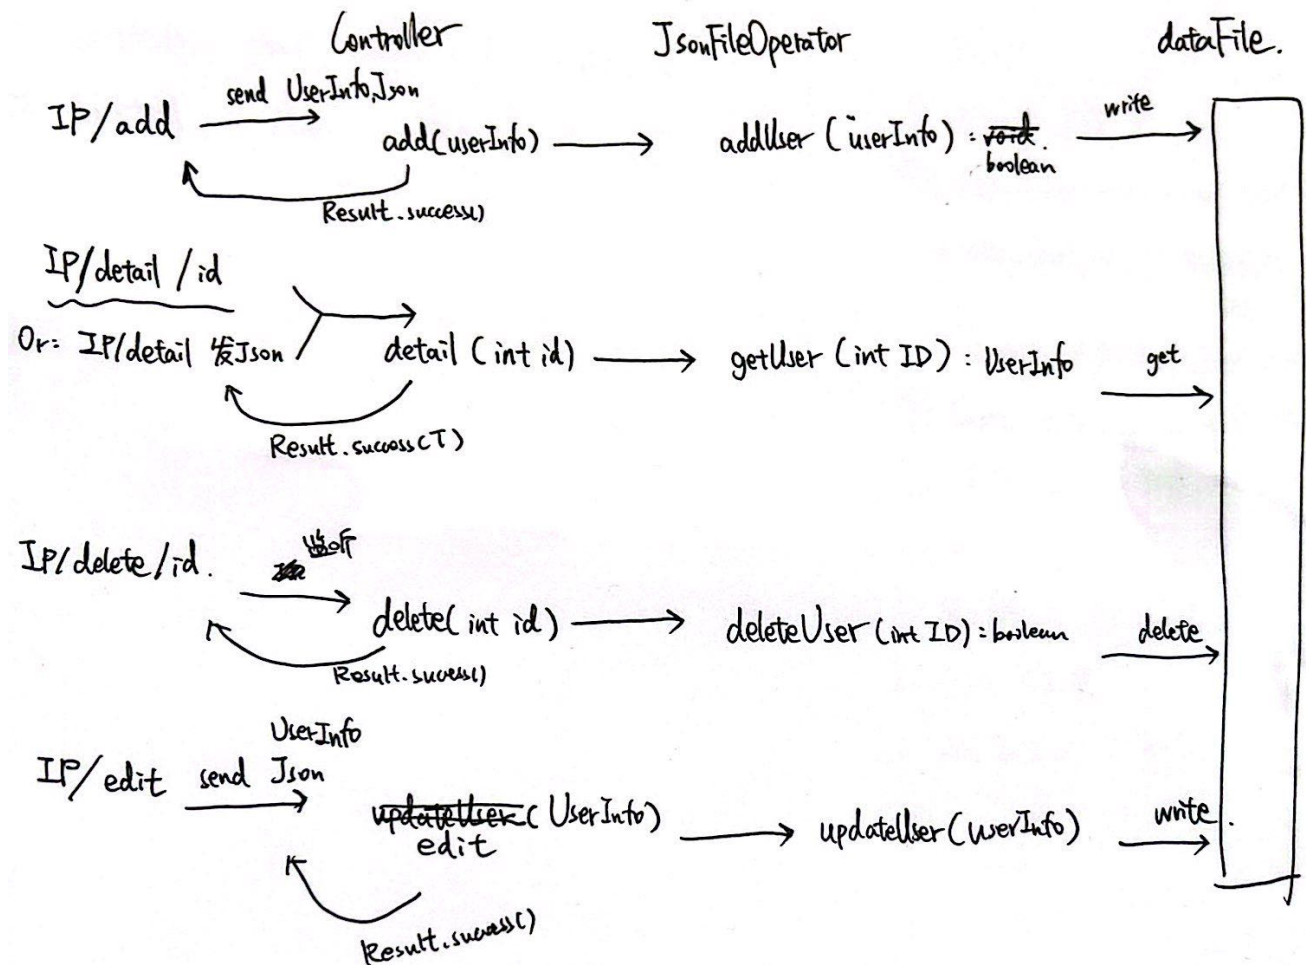 Controller JsonFileOperator dataFile.
send UserInfo,Json
IP/add add(userInfo) addUser (userInfo) : void. write
boolean
Result.success()
IP/detail /id
Or: IP/detail 发Json detail (int id) getUser (int ID) : UserInfo get
Result.success(T)
监听
IP/delete/id. delete( int id) deleteUser (int ID) : boolean delete
Result.success()
UserInfo
IP/edit send Json updateUser ( UserInfo) updateUser (userInfo) write.
edit
Result.success()